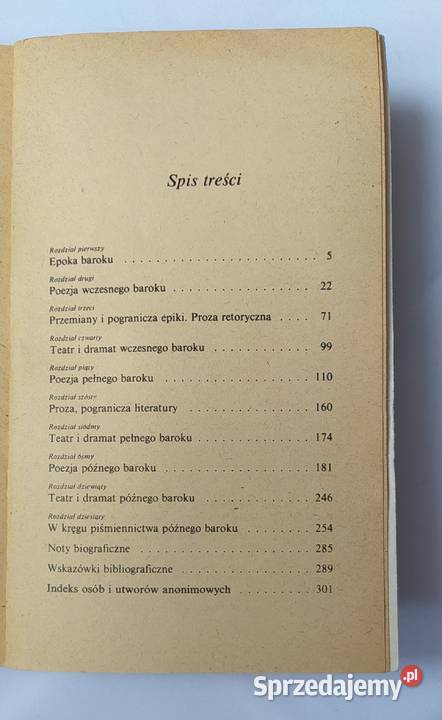 Spis treści
Rozdział pierwszy
Epoka baroku . . . . . . . . . . . . . . . . . . . . . . . . . 5
Rozdział drugi
Poezja wczesnego baroku . . . . . . . . . . . . . . . . . . . 22
Rozdział trzeci
Przemiany i pogranicza epiki. Proza retoryczna . . . . 71
Rozdział czwarty
Teatr i dramat wczesnego baroku . . . . . . . . . . . . . . 99
Rozdział piąty
Poezja pełnego baroku . . . . . . . . . . . . . . . . . . . . 110
Rozdział szósty
Proza, pogranicza literatury . . . . . . . . . . . . . . . . . 160
Rozdział siódmy
Teatr i dramat pełnego baroku . . . . . . . . . . . . . . . 174
Rozdział ósmy
Poezja późnego baroku . . . . . . . . . . . . . . . . . . . . 181
Rozdział dziewiąty
Teatr i dramat późnego baroku . . . . . . . . . . . . . . . 246
Rozdział dziesiąty
W kręgu piśmiennictwa późnego baroku . . . . . . . . . 254
Noty biograficzne . . . . . . . . . . . . . . . . . . . . . . . 285
Wskazówki bibliograficzne . . . . . . . . . . . . . . . . . . 289
Indeks osób i utworów anonimowych . . . . . . . . . . . 301
Sprzedajemy.pl